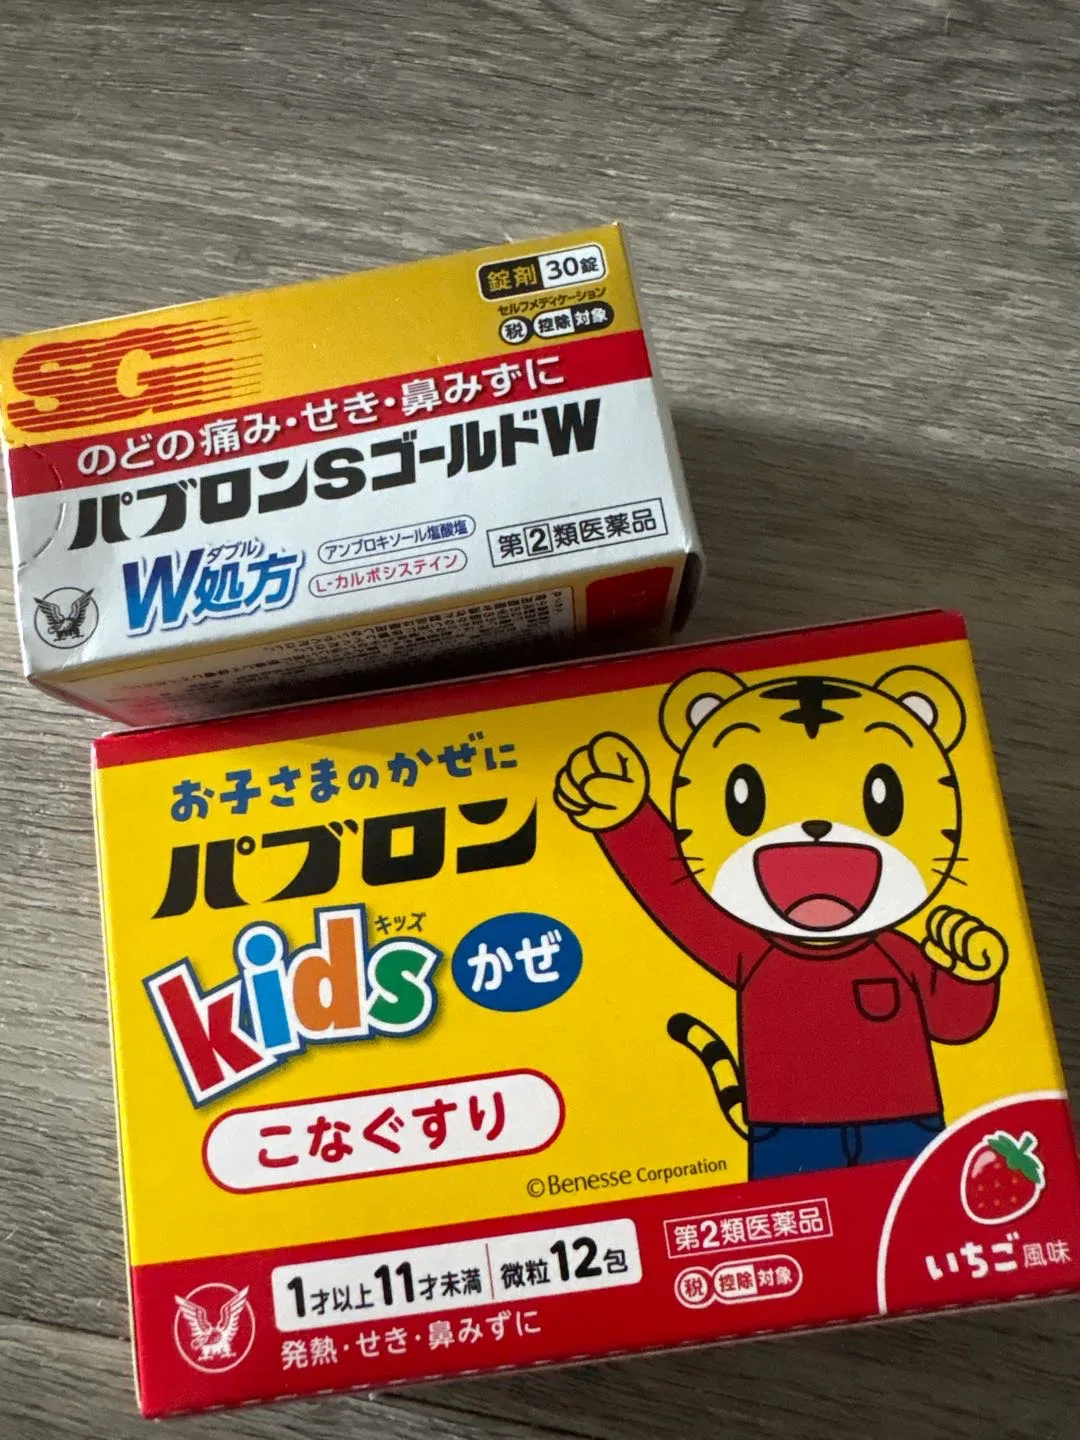 錠剤 30錠
セルフメディケーション
税 控除対象
SG
のどの痛み・せき・鼻みずに
パブロンSゴールドW
ダブル
W処方
アンブロキソール塩酸塩
L-カルボシステイン
第2類医薬品
お子さまのかぜに
パブロン
キッズ
kids
かぜ
こなぐすり
©Benesse Corporation
1才以上11才未満 微粒12包
第2類医薬品
税 控除対象
発熱・せき・鼻みずに
いちご風味